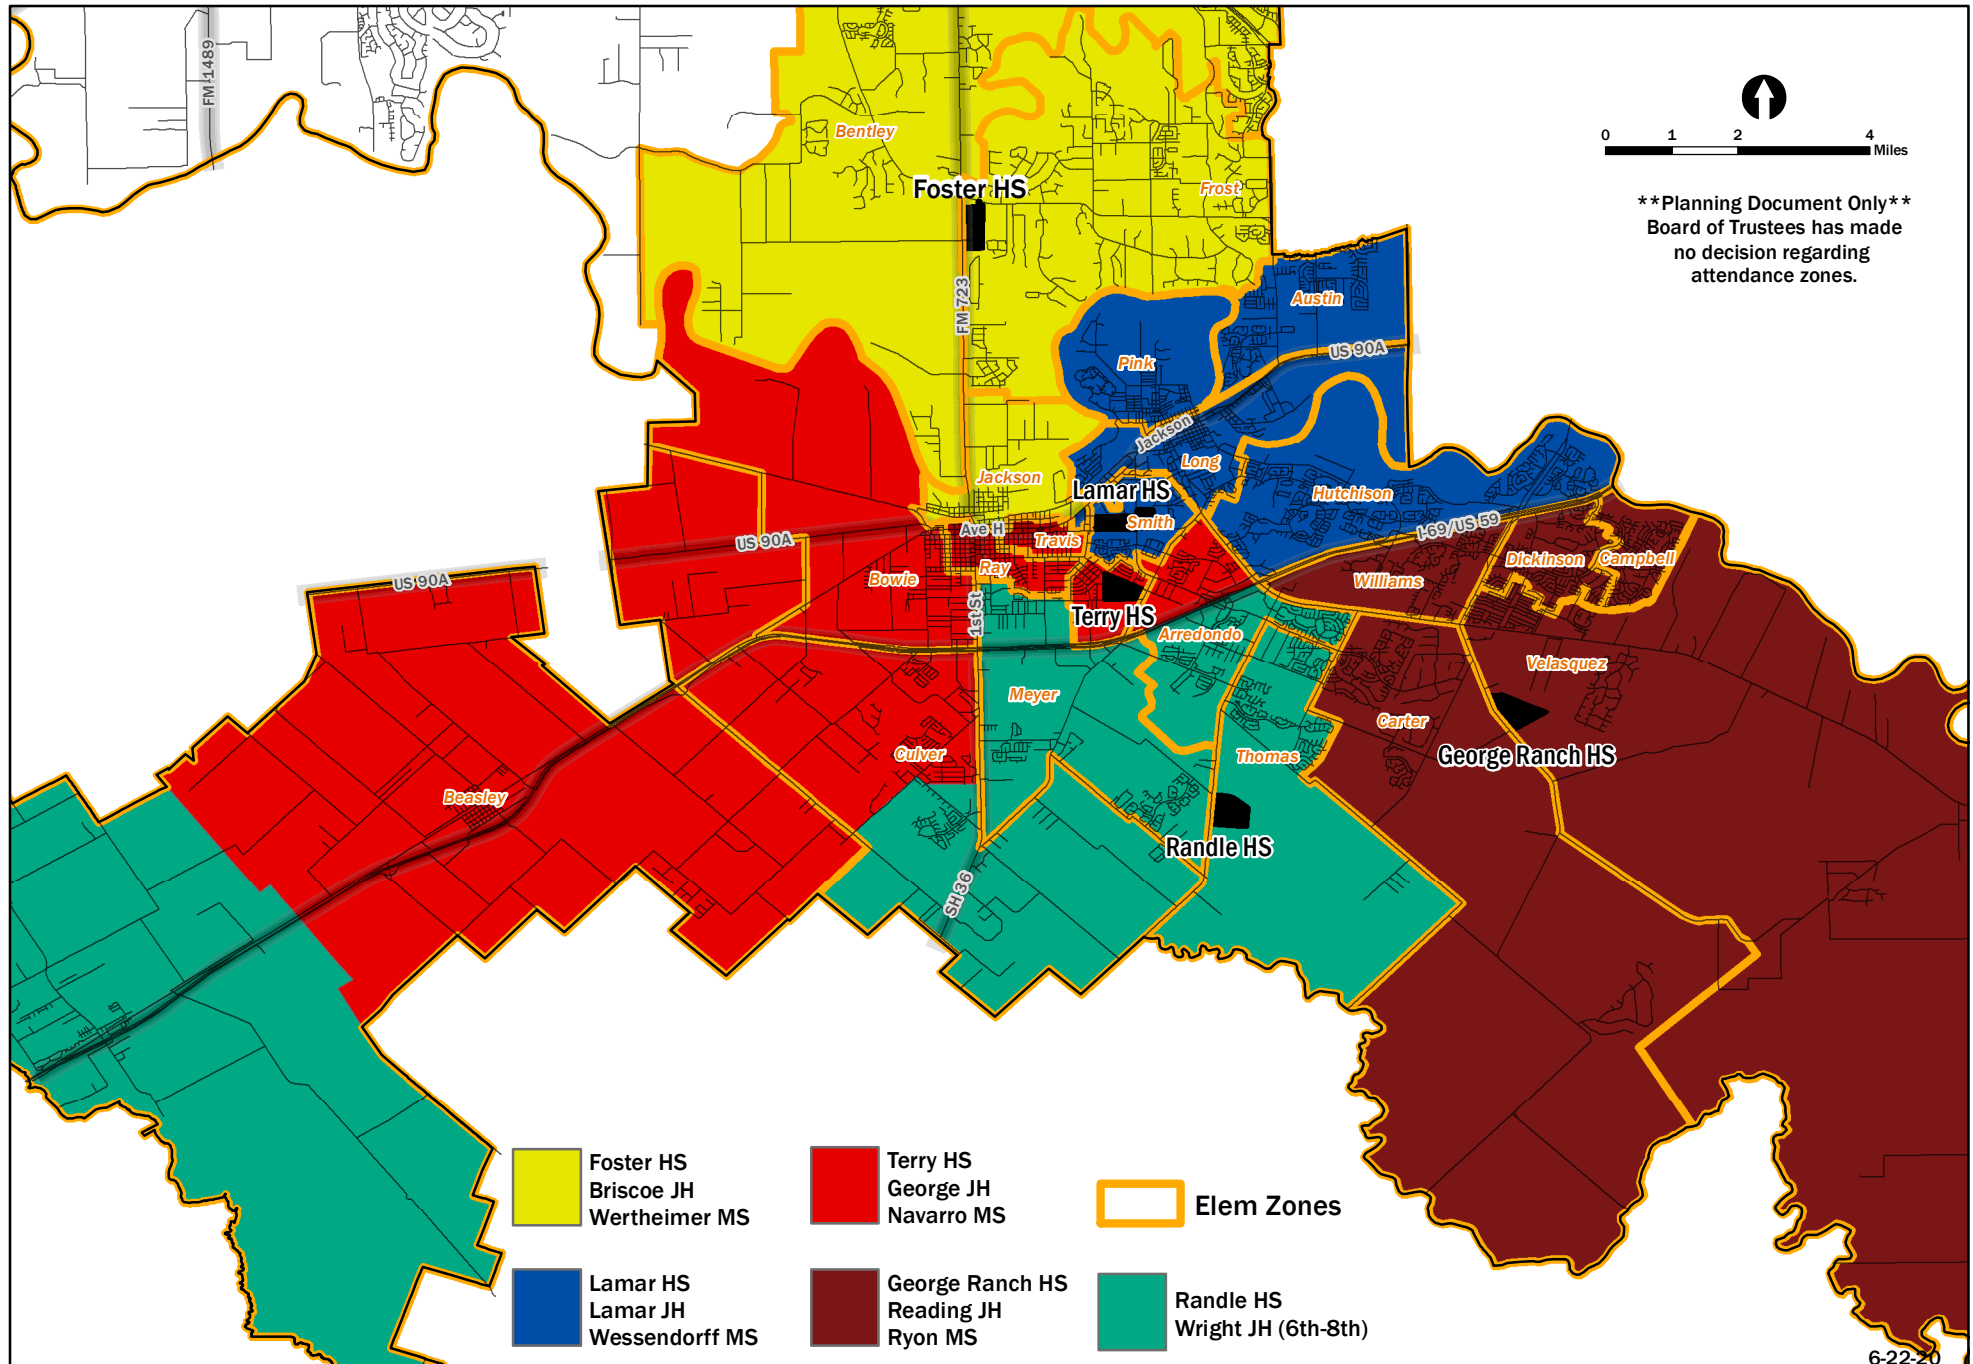 FM 1489
0 1 2 4
Miles
**Planning Document Only**
Board of Trustees has made
no decision regarding
attendance zones.
Bentley
Foster HS
Frost
FM 723
Austin
US 90A
Pink
Jackson
Long
Jackson
Lamar HS
Hutchison
Smith
I-69/US 59
Ave H
Travis
US 90A
Ray
Bowie
Dickinson
Campbell
Williams
US 90A
1st St
Terry HS
Arredondo
Velasquez
Meyer
Carter
Culver
Thomas
George Ranch HS
Beasley
Randle HS
SH 36
Foster HS
Briscoe JH
Wertheimer MS
Terry HS
George JH
Navarro MS
Elem Zones
Lamar HS
Lamar JH
Wessendorff MS
George Ranch HS
Reading JH
Ryon MS
Randle HS
Wright JH (6th-8th)
6-22-20